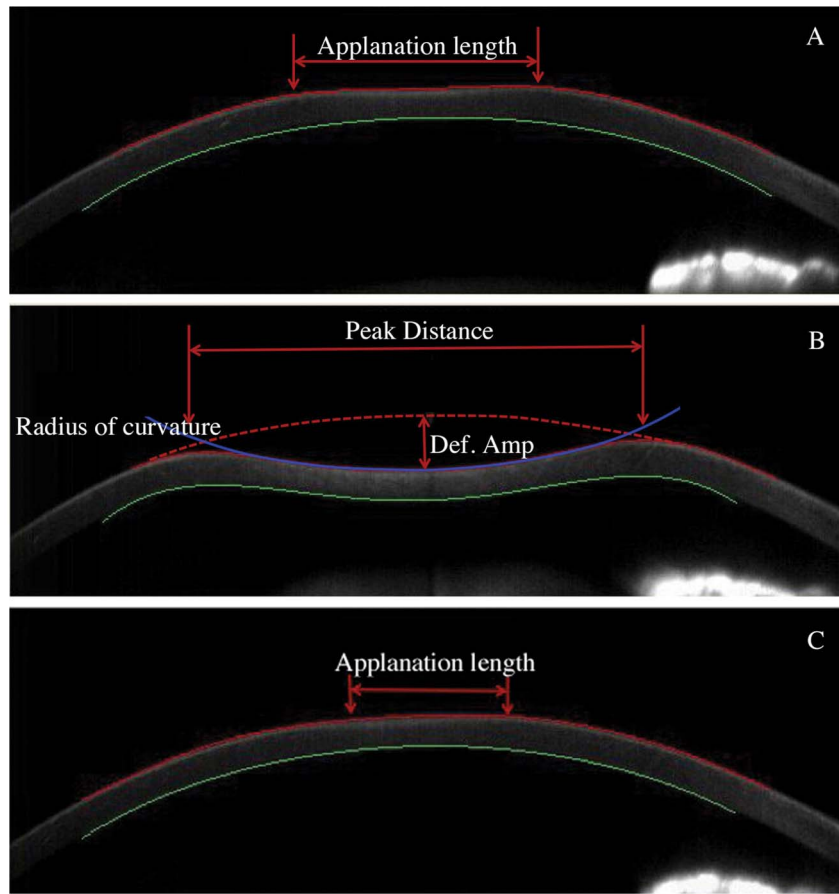 A
Applanation length
B
Peak Distance
Radius of curvature
Def. Amp
C
Applanation length